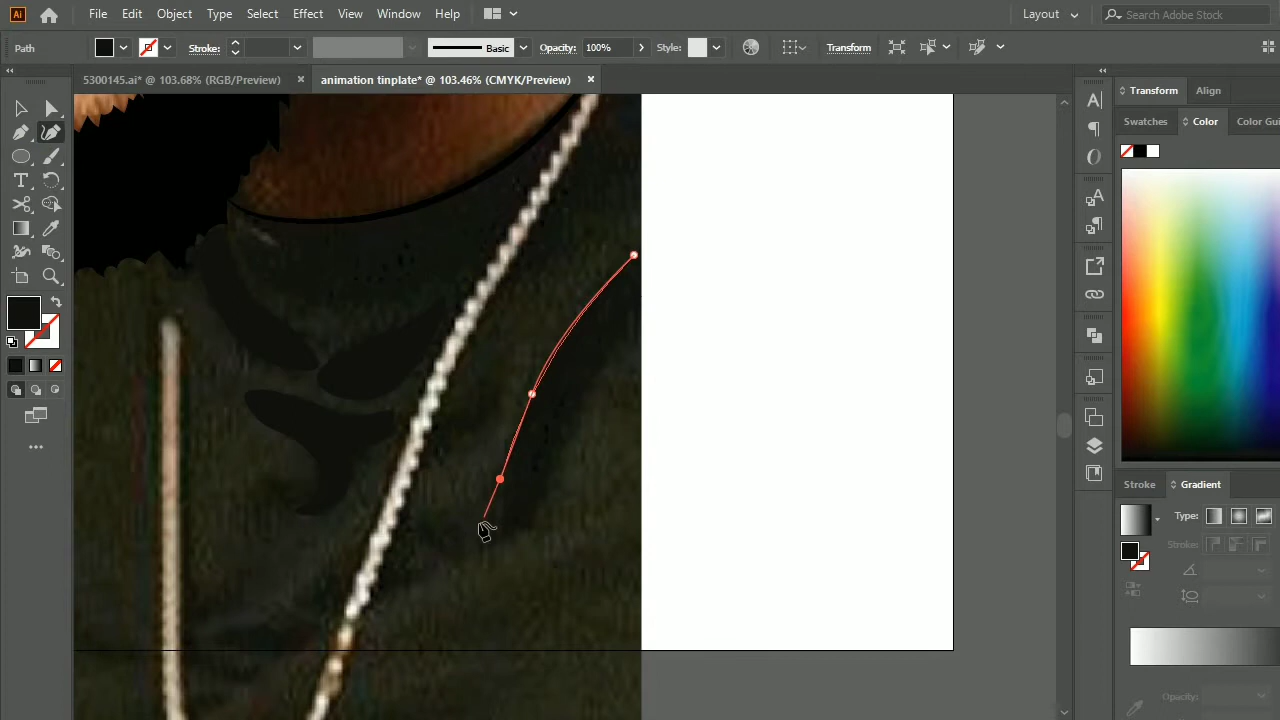 Ai File Edit Object Type Select Effect View Window Help Layout Search Adobe Stock
Path Stroke: Basic Opacity: 100% Style: Transform
5300145.ai* @ 103.68% (RGB/Preview) × animation tinplate* @ 103.46% (CMYK/Preview) ×
Transform Align
Swatches Color Color Gui
Stroke Gradient
Type:
Stroke:
Opacity: